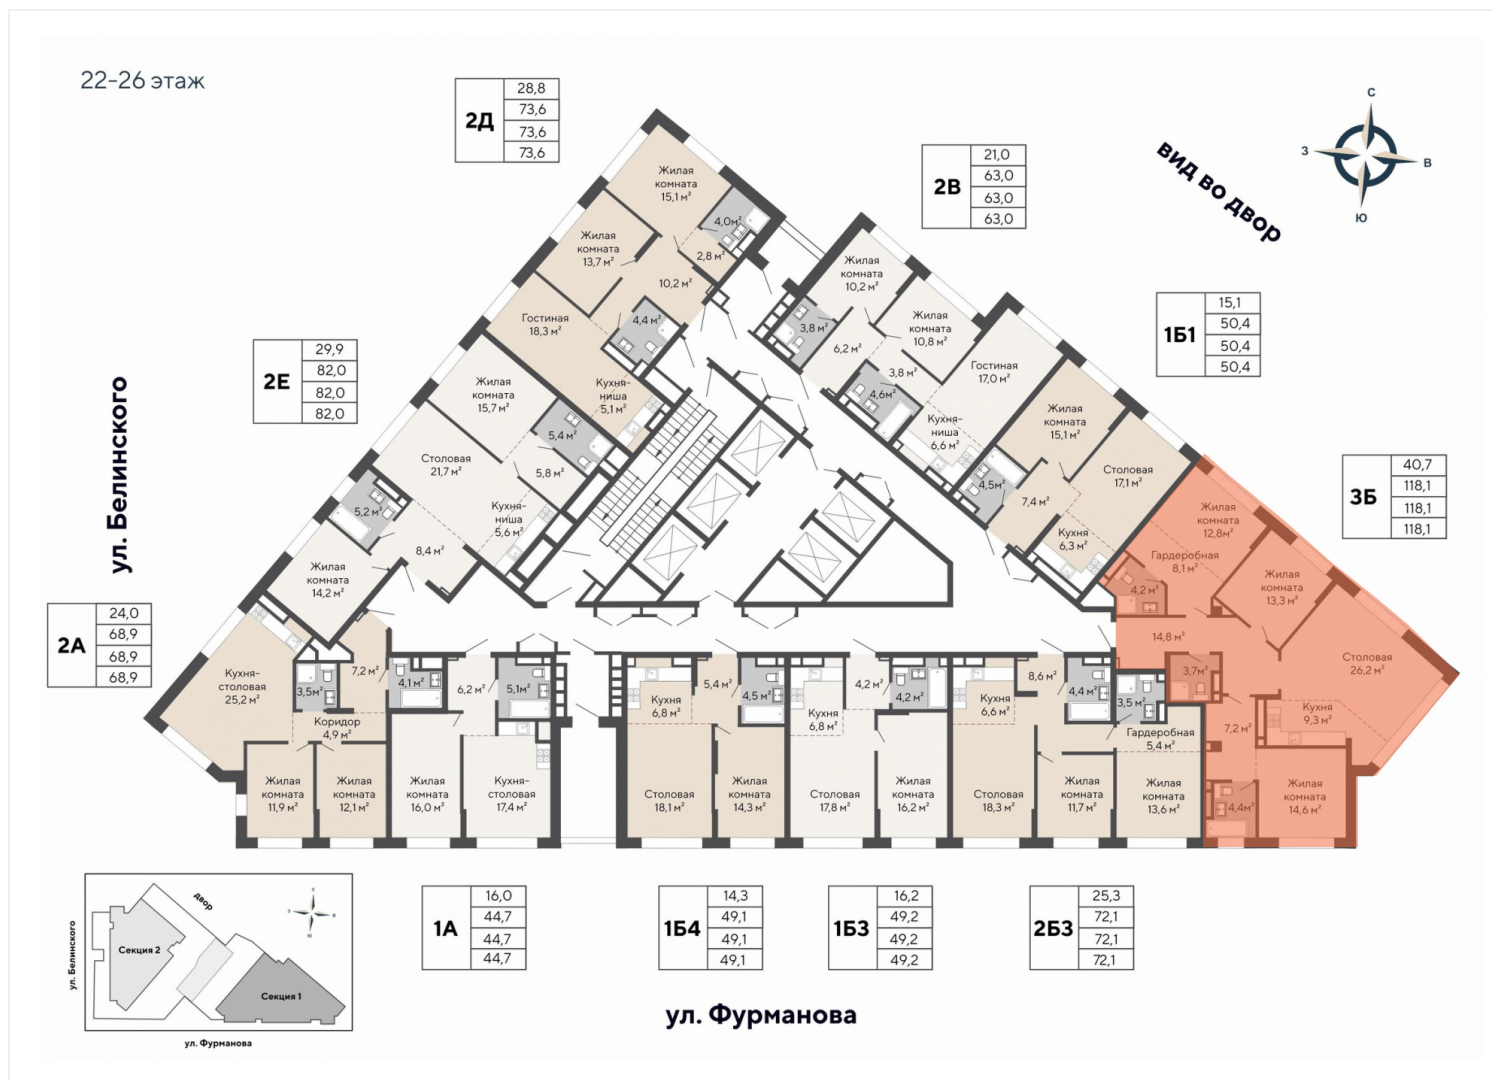 22-26 этаж
2Д
28,8
73,6
73,6
73,6
2В
21,0
63,0
63,0
63,0
С
З
В
Ю
вид во двор
1Б1
15,1
50,4
50,4
50,4
2Е
29,9
82,0
82,0
82,0
3Б
40,7
118,1
118,1
118,1
ул. Белинского
2А
24,0
68,9
68,9
68,9
Жилая
комната
15,1 м²
4,0м²
2,8 м²
Жилая
комната
13,7 м²
10,2 м²
Гостиная
18,3 м²
4,4 м²
Кухня-
ниша
5,1 м²
Жилая
комната
15,7 м²
5,4 м²
5,8 м²
Столовая
21,7 м²
Кухня-
ниша
5,6 м²
5,2 м²
8,4 м²
Жилая
комната
14,2 м²
Жилая
комната
10,2 м²
3,8 м²
6,2 м²
Жилая
комната
10,8 м²
3,8 м²
4,6м²
Гостиная
17,0 м²
Кухня-
ниша
6,6 м²
Жилая
комната
15,1 м²
4,5м²
7,4 м²
Столовая
17,1 м²
Кухня
6,3 м²
Жилая
комната
12,8м²
Гардеробная
8,1 м²
4,2 м²
Жилая
комната
13,3 м²
14,8 м²
Столовая
26,2 м²
3,7м²
Кухня
9,3 м²
7,2 м²
4,4м²
Жилая
комната
14,6 м²
Кухня-
столовая
25,2 м²
7,2 м²
3,5м²
Коридор
4,9 м²
Жилая
комната
11,9 м²
Жилая
комната
12,1 м²
4,1 м²
6,2 м²
5,1м²
Жилая
комната
16,0 м²
Кухня-
столовая
17,4 м²
Кухня
6,8 м²
5,4 м²
4,5 м²
Столовая
18,1 м²
Жилая
комната
14,3 м²
4,2 м²
4,2 м²
Кухня
6,8 м²
Столовая
17,8 м²
Жилая
комната
16,2 м²
Кухня
6,6 м²
8,6 м²
4,4 м²
3,5м²
Гардеробная
5,4 м²
Столовая
18,3 м²
Жилая
комната
11,7 м²
Жилая
комната
13,6 м²
1А
16,0
44,7
44,7
44,7
1Б4
14,3
49,1
49,1
49,1
1Б3
16,2
49,2
49,2
49,2
2Б3
25,3
72,1
72,1
72,1
ул. Фурманова
двор
С
З
В
Ю
ул. Белинского
Секция 2
Секция 1
ул. Фурманова